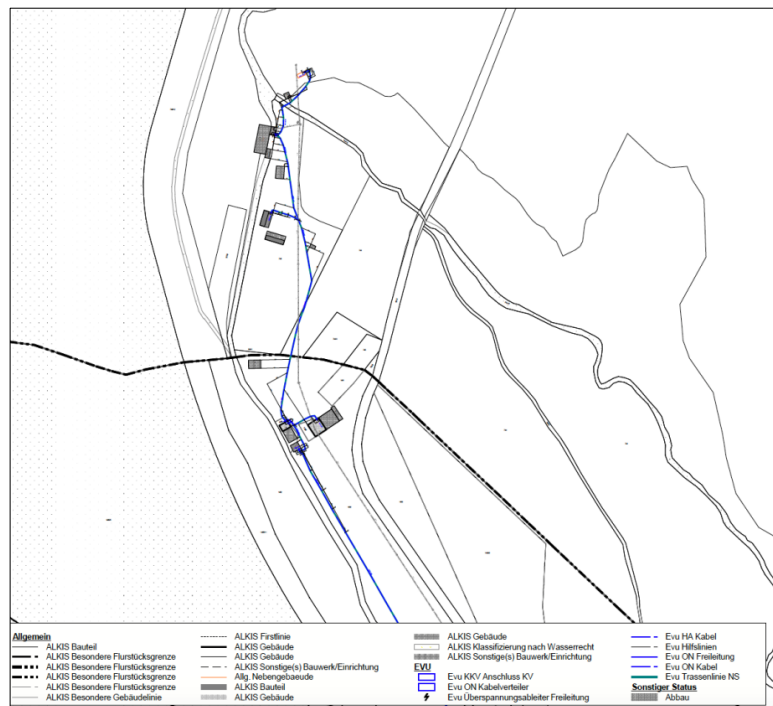 Allgemein
ALKIS Bauteil
ALKIS Besondere Flurstücksgrenze
ALKIS Besondere Flurstücksgrenze
ALKIS Besondere Flurstücksgrenze
ALKIS Besondere Flurstücksgrenze
ALKIS Besondere Gebäudelinie
ALKIS Firstlinie
ALKIS Gebäude
ALKIS Gebäude
ALKIS Sonstige(s) Bauwerk/Einrichtung
Allg. Nebengebaeude
ALKIS Bauteil
ALKIS Gebäude
ALKIS Gebäude
ALKIS Klassifizierung nach Wasserrecht
ALKIS Sonstige(s) Bauwerk/Einrichtung
EVU
Evu KKV Anschluss KV
Evu ON Kabelverteiler
Evu Überspannungsableiter Freileitung
Evu HA Kabel
Evu Hilfslinien
Evu ON Freileitung
Evu ON Kabel
Evu Trassenlinie NS
Sonstiger Status
Abbau